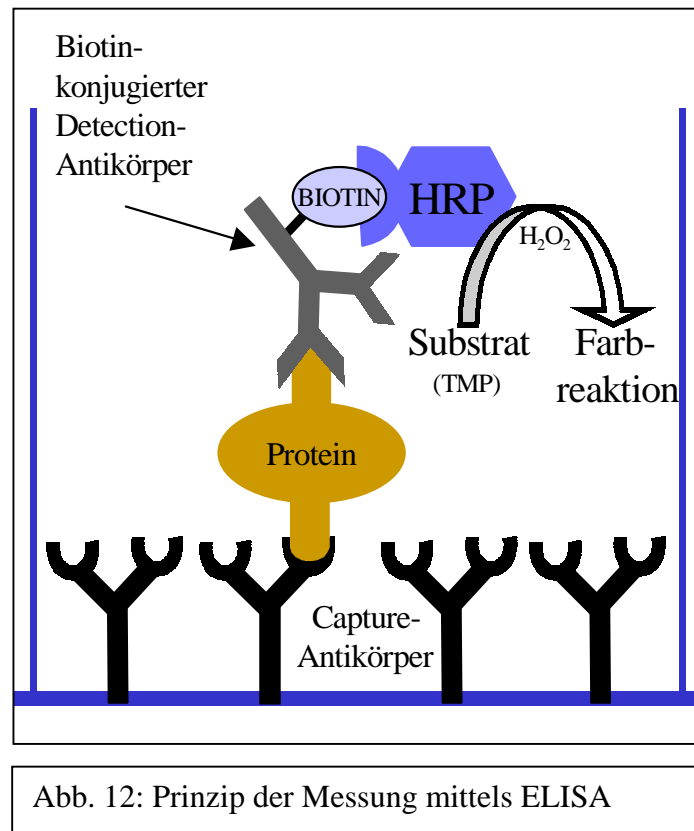 Biotin-
konjugierter
Detection-
Antikörper
BIOTIN
HRP
H₂O₂
Substrat
(TMP)
Farb-
reaktion
Protein
Capture-
Antikörper
Abb. 12: Prinzip der Messung mittels ELISA